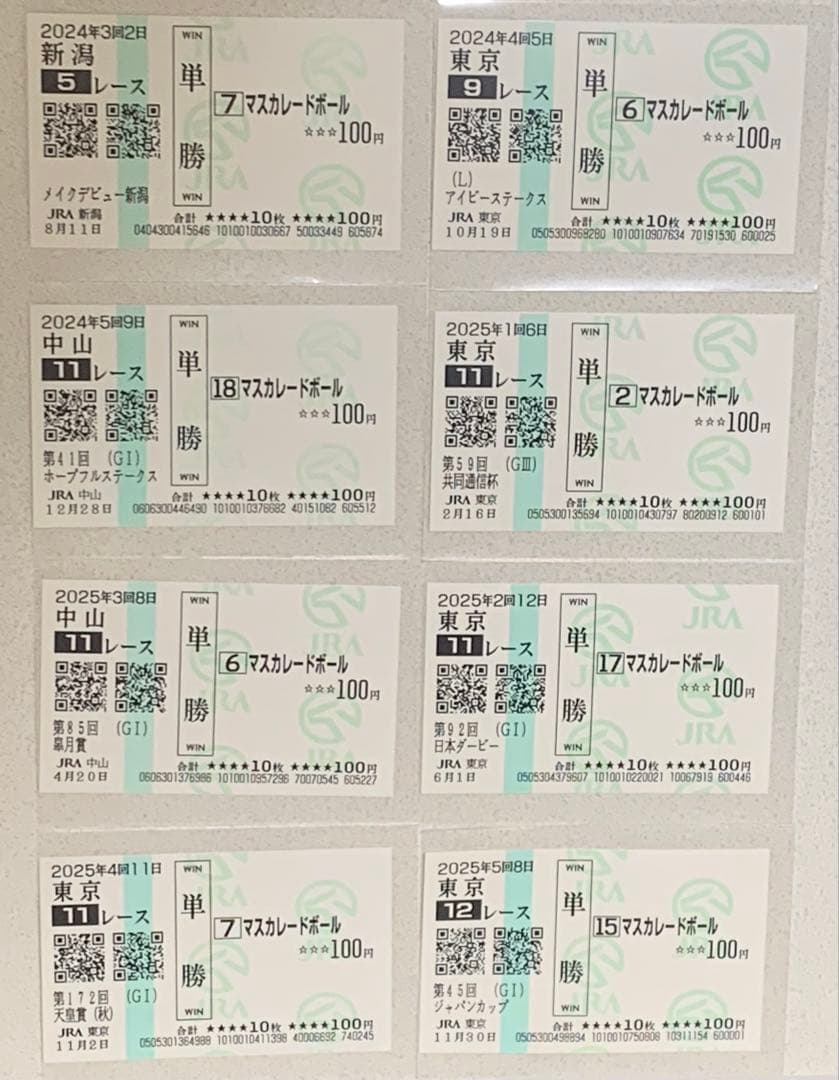 2024年3回2日
新潟
5レース
WIN
単勝
WIN
7マスカレードボール
☆☆☆100円
メイクデビュー新潟
JRA 新潟
8月11日
合計 ★★★★10枚 ★★★★100円
0404300415646 1010010030667 50033449 605874
2024年4回5日
東京
9レース
WIN
単勝
WIN
6マスカレードボール
☆☆☆100円
(L)
アイビーステークス
JRA 東京
10月19日
合計 ★★★★10枚 ★★★★100円
0505300968280 1010010907634 70191530 600025
2024年5回9日
中山
11レース
WIN
単勝
WIN
18マスカレードボール
☆☆☆100円
第41回 (GI)
ホープフルステークス
JRA 中山
12月28日
合計 ★★★★10枚 ★★★★100円
0606300446490 1010010376682 40151082 605512
2025年1回6日
東京
11レース
WIN
単勝
WIN
2マスカレードボール
☆☆☆100円
第59回 (GⅢ)
共同通信杯
JRA 東京
2月16日
合計 ★★★★10枚 ★★★★100円
0505300135694 1010010430797 80200912 600101
2025年3回8日
中山
11レース
WIN
単勝
WIN
6マスカレードボール
☆☆☆100円
第85回 (GI)
皐月賞
JRA 中山
4月20日
合計 ★★★★10枚 ★★★★100円
0606301376986 1010010957296 70070545 605227
2025年2回12日
東京
11レース
WIN
単勝
WIN
17マスカレードボール
☆☆☆100円
第92回 (GI)
日本ダービー
JRA 東京
6月1日
合計 ★★★★10枚 ★★★★100円
0505304379607 1010010220021 10067919 600446
2025年4回11日
東京
11レース
WIN
単勝
WIN
7マスカレードボール
☆☆☆100円
第172回 (GI)
天皇賞(秋)
JRA 東京
11月2日
合計 ★★★★10枚 ★★★★100円
0505301364988 1010010411398 40006692 740245
2025年5回8日
東京
12レース
WIN
単勝
WIN
15マスカレードボール
☆☆☆100円
第45回 (GI)
ジャパンカップ
JRA 東京
11月30日
合計 ★★★★10枚 ★★★★100円
0505300498894 1010010750808 10311154 600001